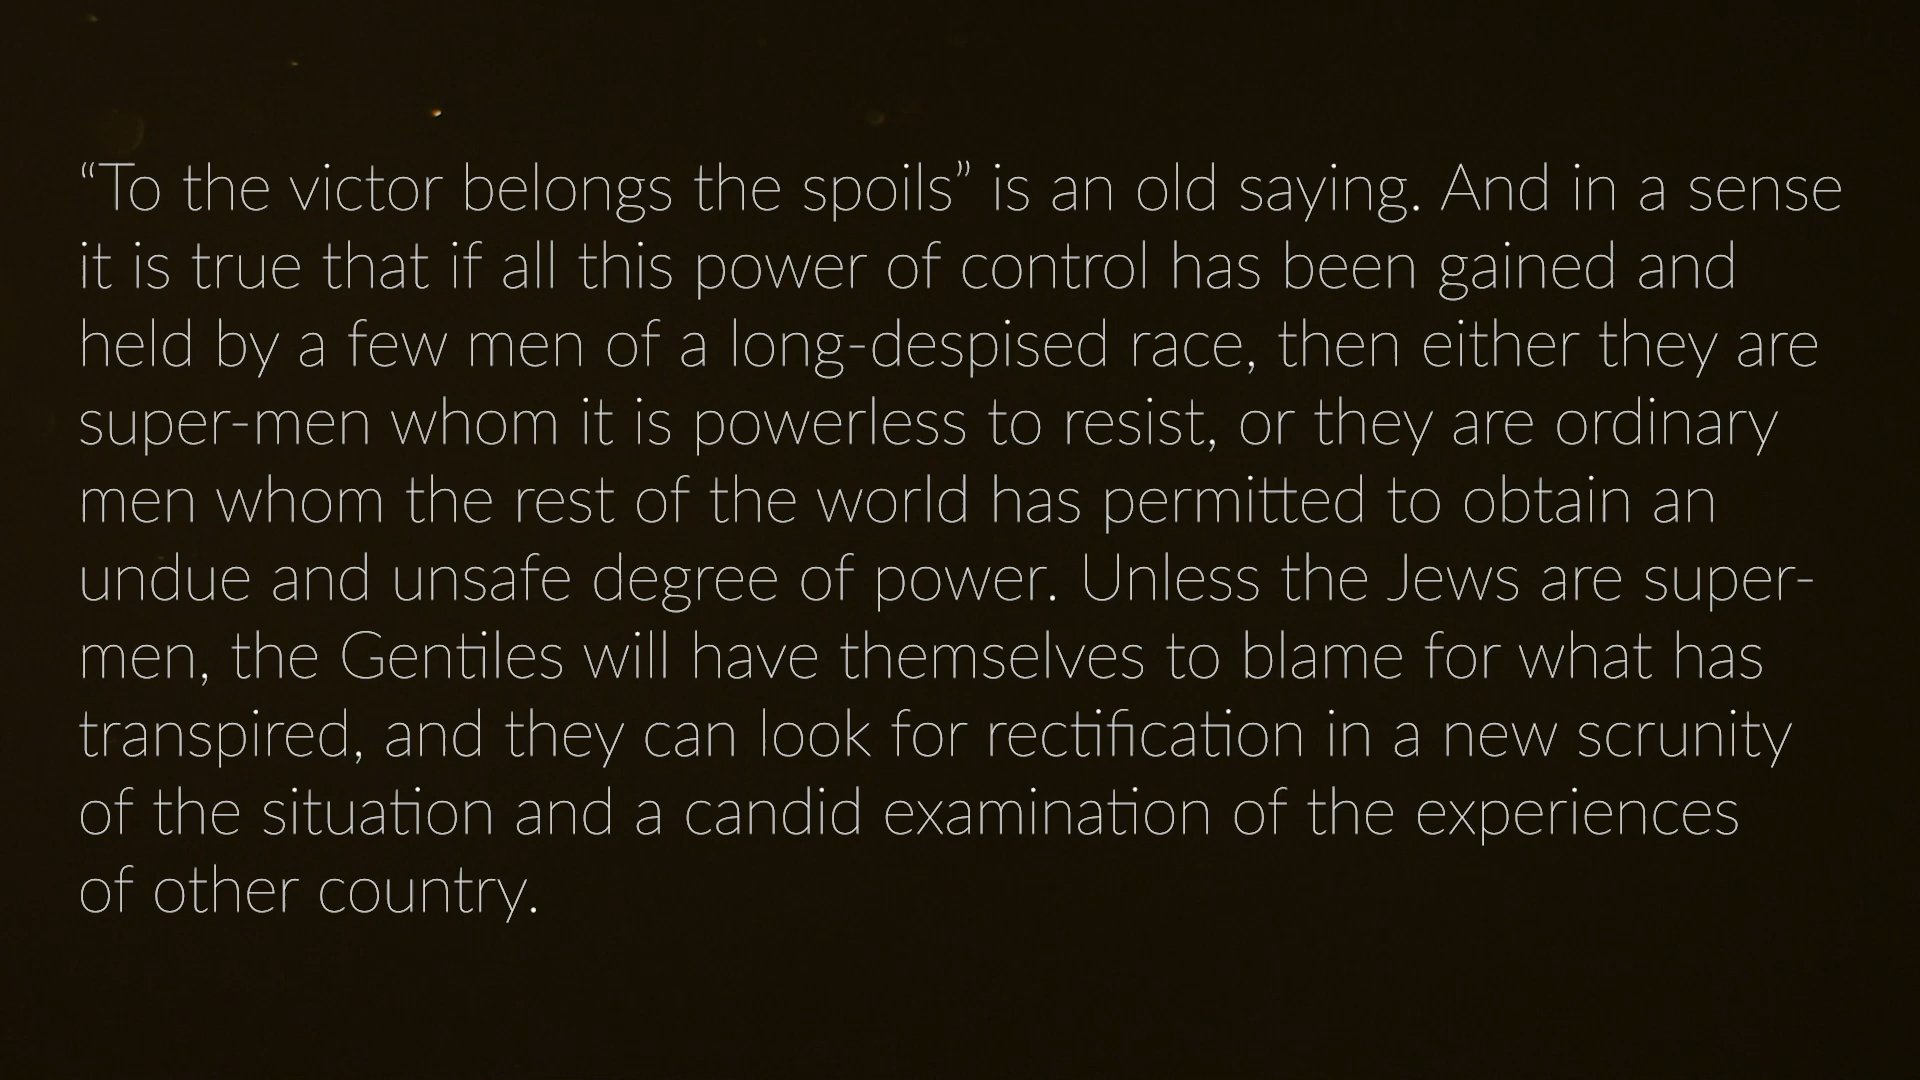 “To the victor belongs the spoils” is an old saying. And in a sense
it is true that if all this power of control has been gained and
held by a few men of a long-despised race, then either they are
super-men whom it is powerless to resist, or they are ordinary
men whom the rest of the world has permitted to obtain an
undue and unsafe degree of power. Unless the Jews are super-
men, the Gentiles will have themselves to blame for what has
transpired, and they can look for rectification in a new scrunity
of the situation and a candid examination of the experiences
of other country.